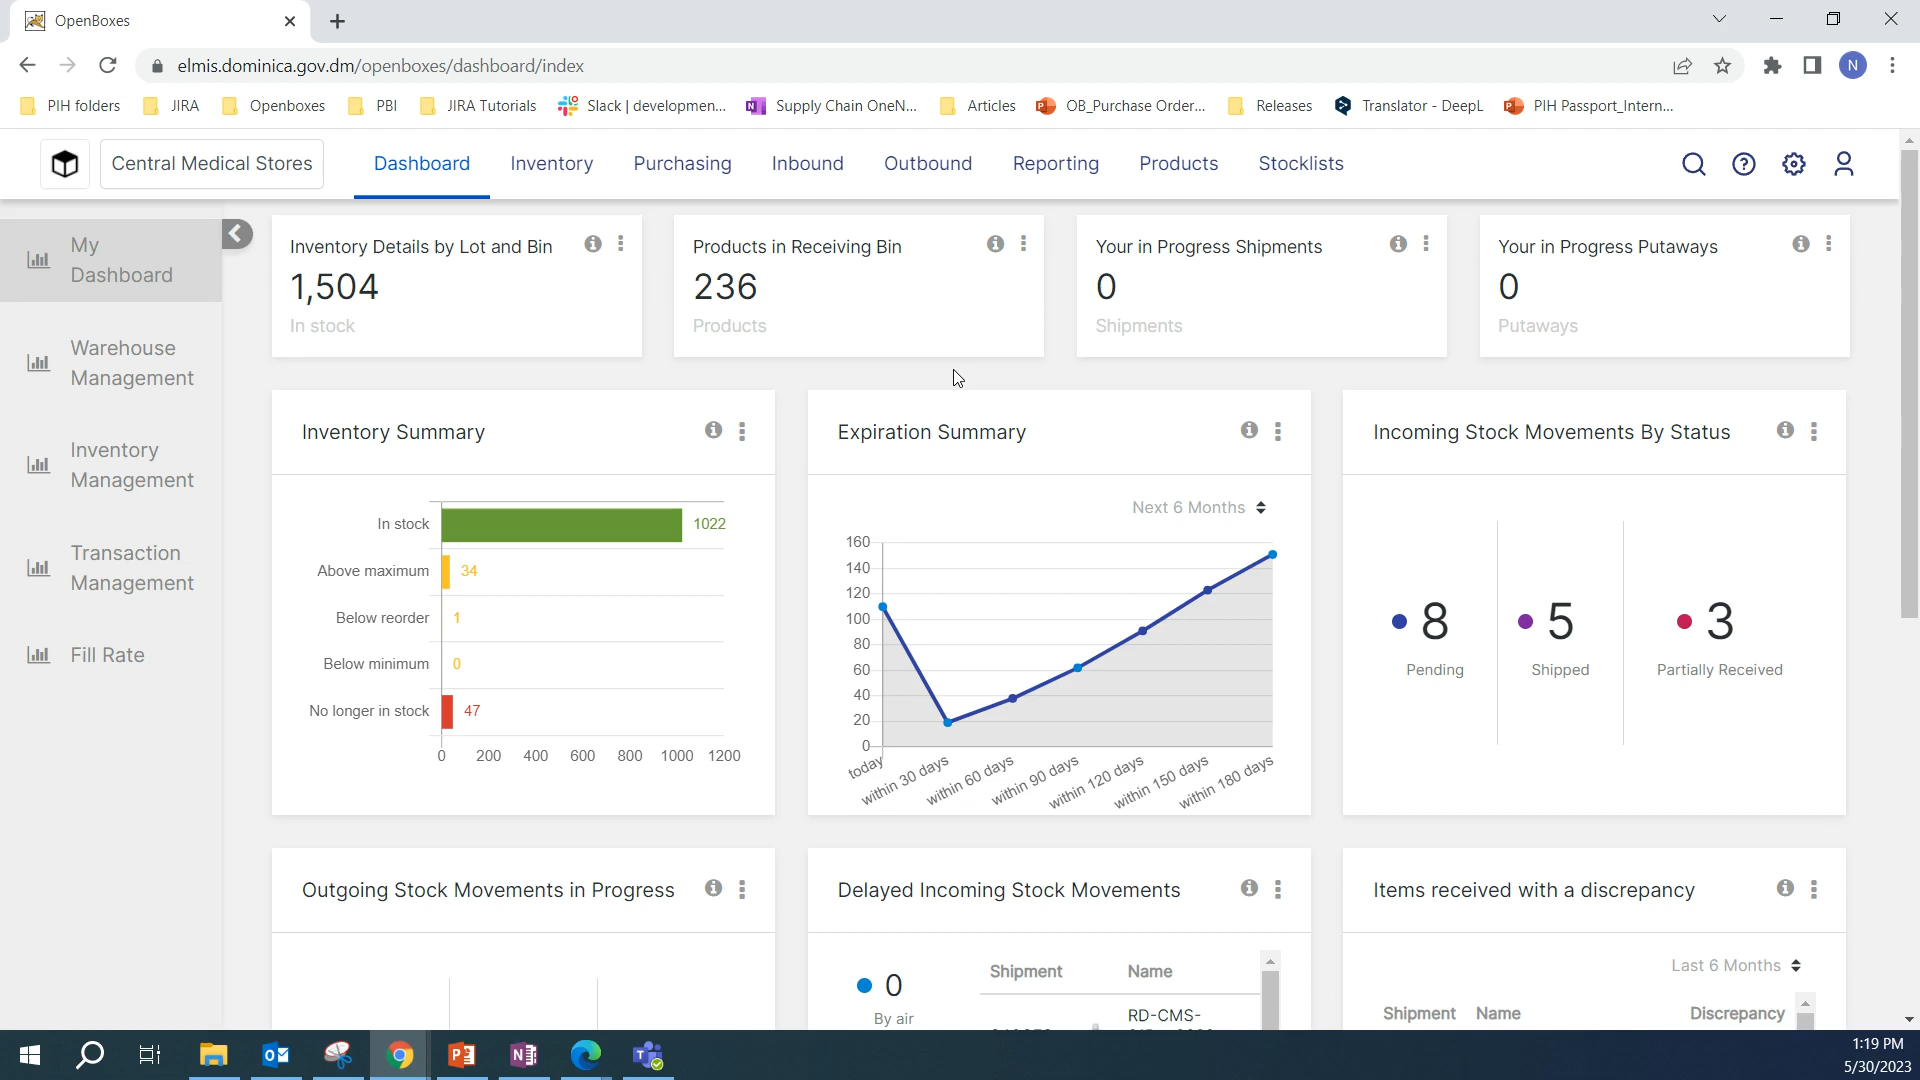 OpenBoxes
elmis.dominica.gov.dm/openboxes/dashboard/index
N
PIH folders
JIRA
Openboxes
PBI
JIRA Tutorials
Slack | developmen...
Supply Chain OneN...
Articles
OB_Purchase Order...
Releases
Translator - DeepL
PIH Passport_Intern...
Central Medical Stores
Dashboard
Inventory
Purchasing
Inbound
Outbound
Reporting
Products
Stocklists
My
Dashboard
Warehouse
Management
Inventory
Management
Transaction
Management
Fill Rate
Inventory Details by Lot and Bin
1,504
In stock
Products in Receiving Bin
236
Products
Your in Progress Shipments
0
Shipments
Your in Progress Putaways
0
Putaways
Inventory Summary
In stock
1022
Above maximum
34
Below reorder
1
Below minimum
0
No longer in stock
47
0 200 400 600 800 1000 1200
Expiration Summary
Next 6 Months
160
140
120
100
80
60
40
20
0
today
within 30 days
within 60 days
within 90 days
within 120 days
within 150 days
within 180 days
Incoming Stock Movements By Status
8
Pending
5
Shipped
3
Partially Received
Outgoing Stock Movements in Progress
Delayed Incoming Stock Movements
0
By air
Shipment Name
RD-CMS-
Items received with a discrepancy
Last 6 Months
Shipment Name Discrepancy
1:19 PM
5/30/2023